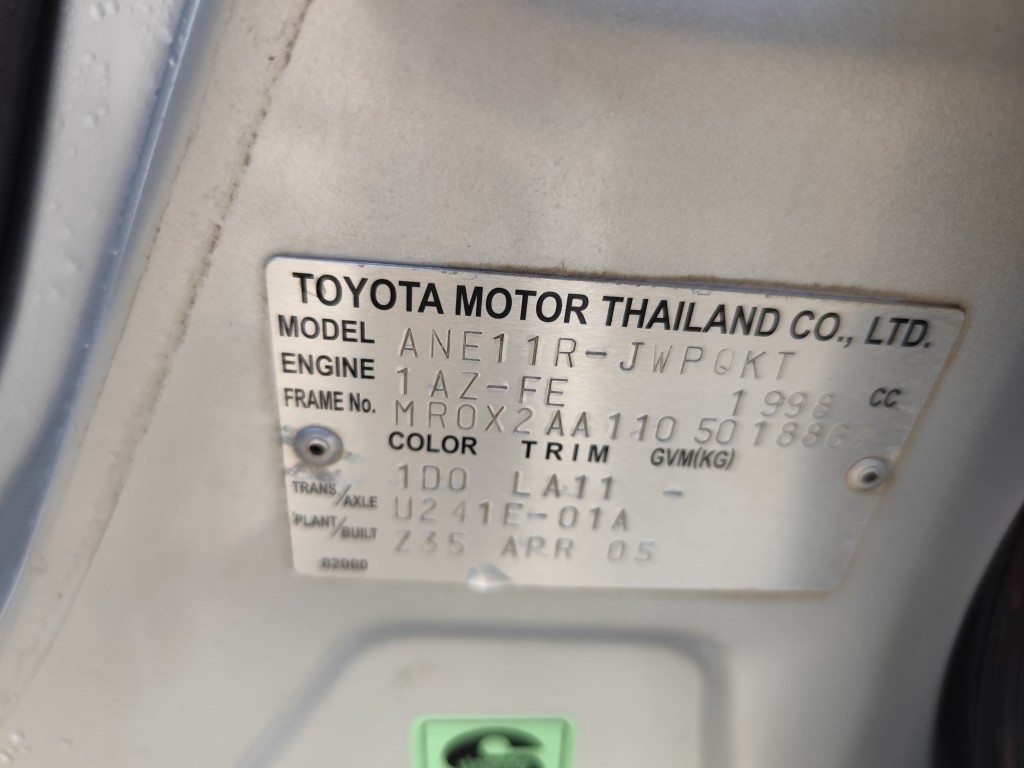 TOYOTA MOTOR THAILAND CO., LTD.
MODEL ANE11R-JWPQKT
ENGINE 1AZ-FE 1998 CC
FRAME No. MR0X2AA110 501886
COLOR TRIM GVM(KG)
1D0 LA11 -
TRANS/AXLE U241E-01A
PLANT/BUILT Z35 APR 05
02060